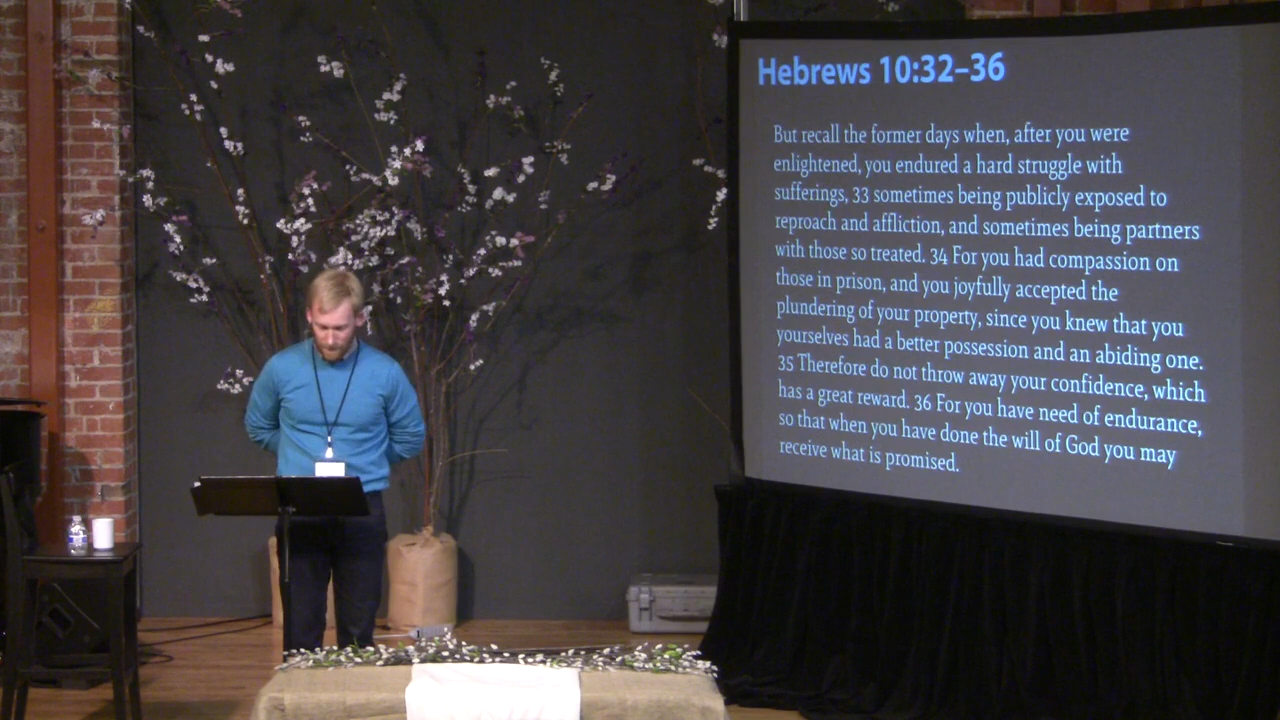 Hebrews 10:32–36
But recall the former days when, after you were
enlightened, you endured a hard struggle with
sufferings, 33 sometimes being publicly exposed to
reproach and affliction, and sometimes being partners
with those so treated. 34 For you had compassion on
those in prison, and you joyfully accepted the
plundering of your property, since you knew that you
yourselves had a better possession and an abiding one.
35 Therefore do not throw away your confidence, which
has a great reward. 36 For you have need of endurance,
so that when you have done the will of God you may
receive what is promised.